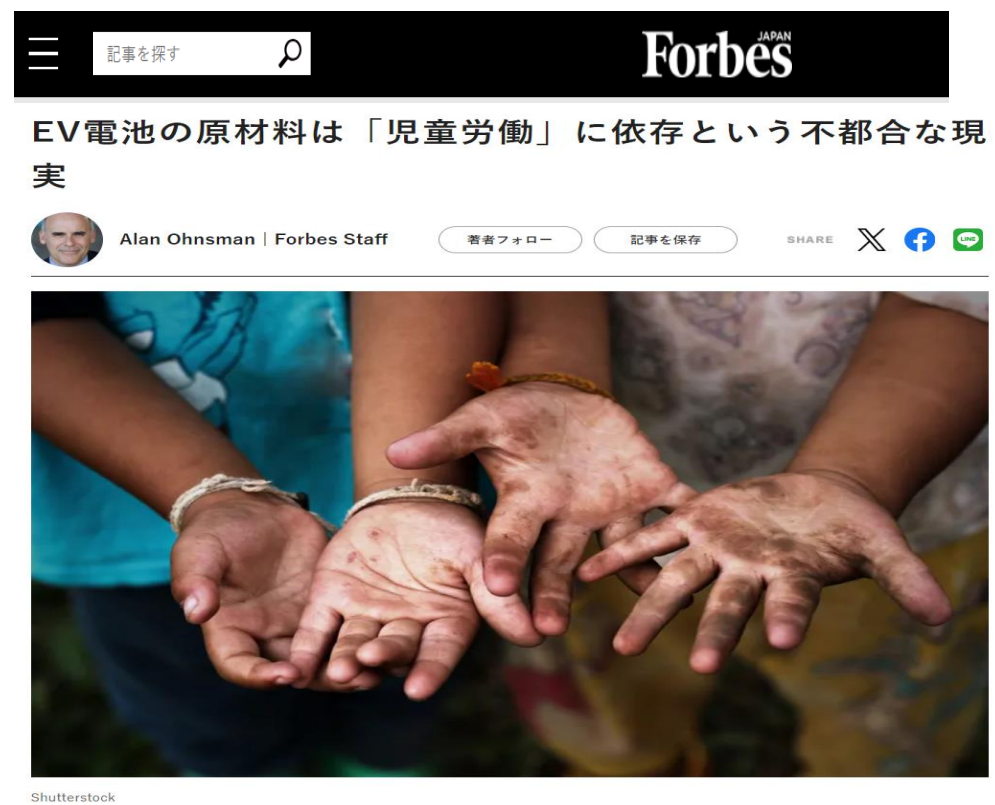 記事を探す
Forbes
JAPAN
EV電池の原材料は「児童労働」に依存という不都合な現
実
Alan Ohnsman | Forbes Staff
著者フォロー
記事を保存
SHARE
LINE
Shutterstock